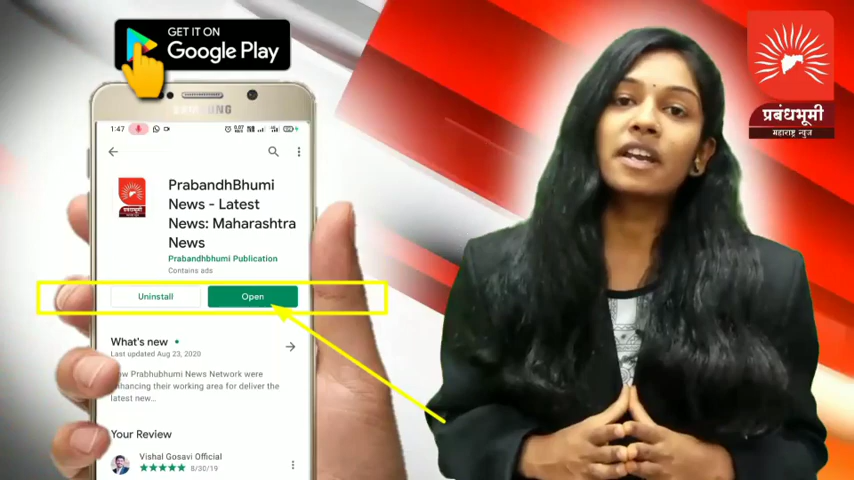 GET IT ON
Google Play
SAMSUNG
1:47
PrabandhBhumi
News - Latest
News: Maharashtra
News
प्रबंधभूमी
Prabandhbhumi Publication
Contains ads
Uninstall
Open
What's new
Last updated Aug 23, 2020
Prabhubhumi News Network were
enhancing their working area for deliver the
latest new...
Your Review
Vishal Gosavi Official
8/30/19
प्रबंधभूमी
महाराष्ट्र न्युज